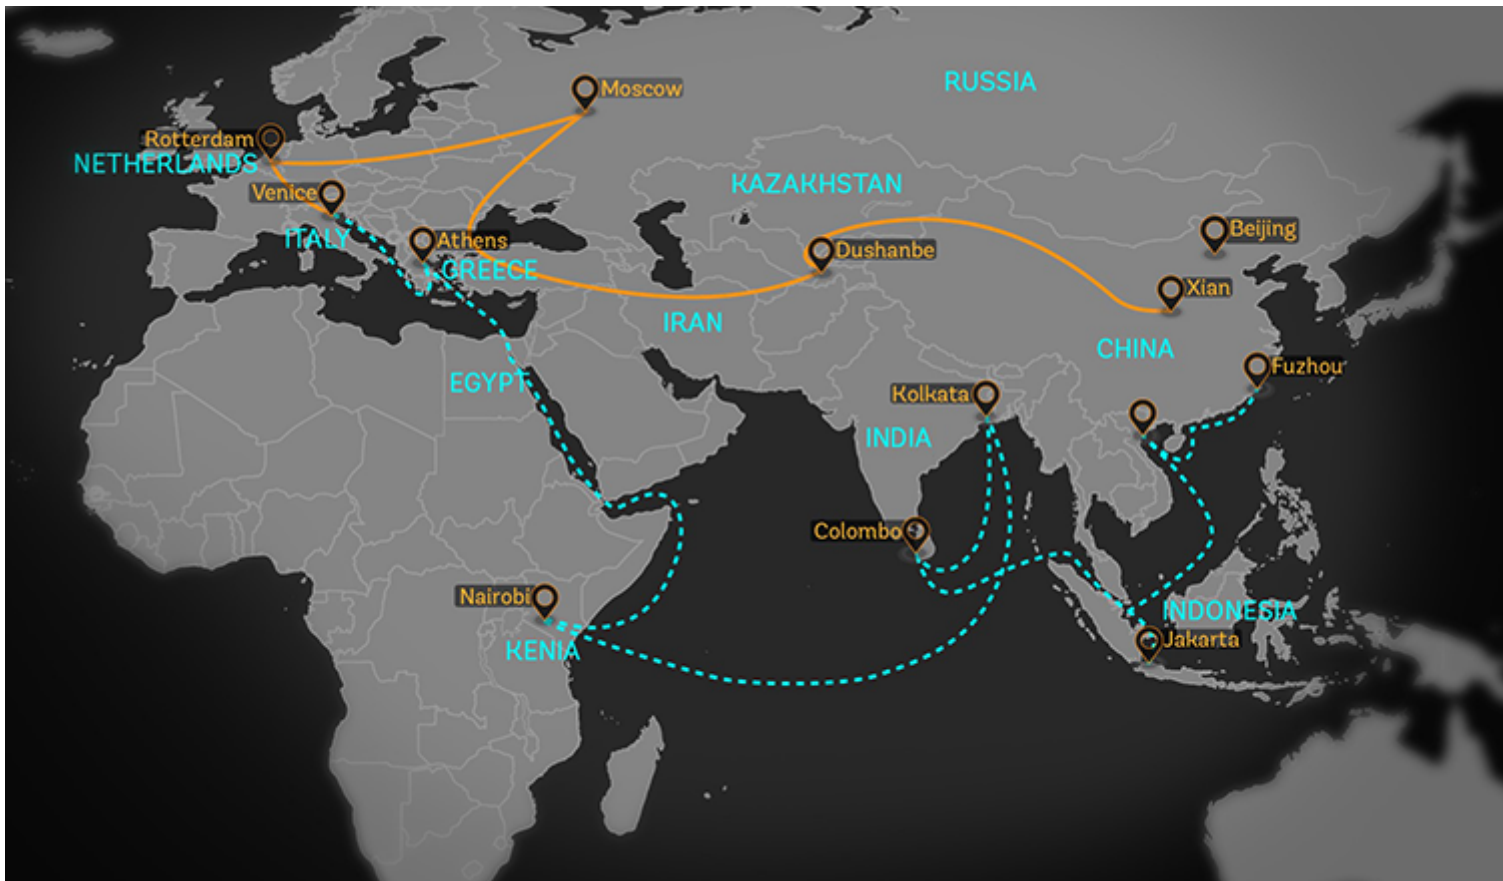 RUSSIA
Moscow
Rotterdam
NETHERLANDS
KAZAKHSTAN
Venice
ITALY
Athens
GREECE
Dushanbe
Beijing
Xian
IRAN
CHINA
EGYPT
Fuzhou
Kolkata
INDIA
Colombo
Nairobi
KENIA
INDONESIA
Jakarta